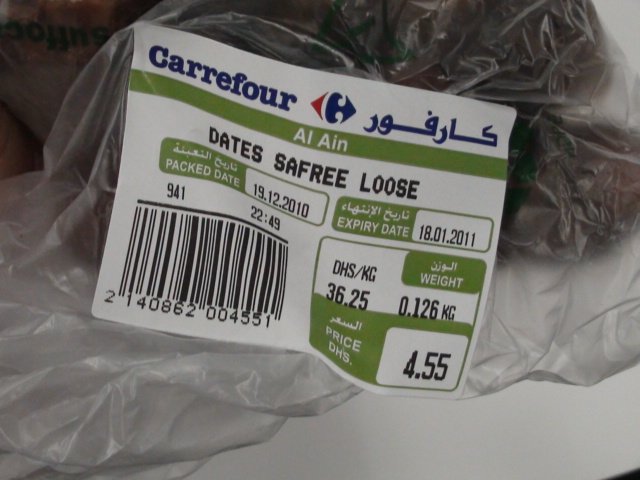 suffoc
Carrefour كارفور
Al Ain
DATES SAFREE LOOSE
تاريخ التعبئة
PACKED DATE 19.12.2010
تاريخ الإنتهاء
EXPIRY DATE 18.01.2011
941
22:49
2 140862 004551
الوزن
DHS/KG WEIGHT
36.25 0.126 KG
السعر
PRICE
DHS.
4.55